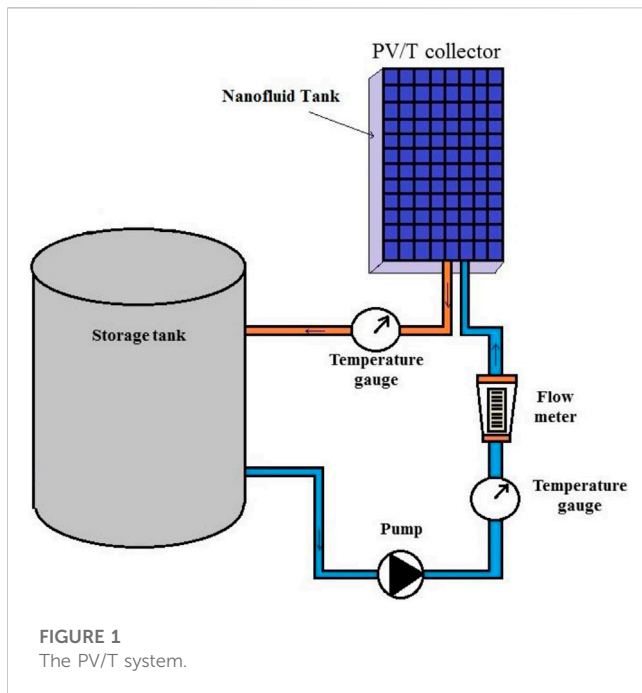 PV/T collector
Nanofluid Tank
Storage tank
Temperature
gauge
Flow
meter
Temperature
gauge
Pump
FIGURE 1
The PV/T system.